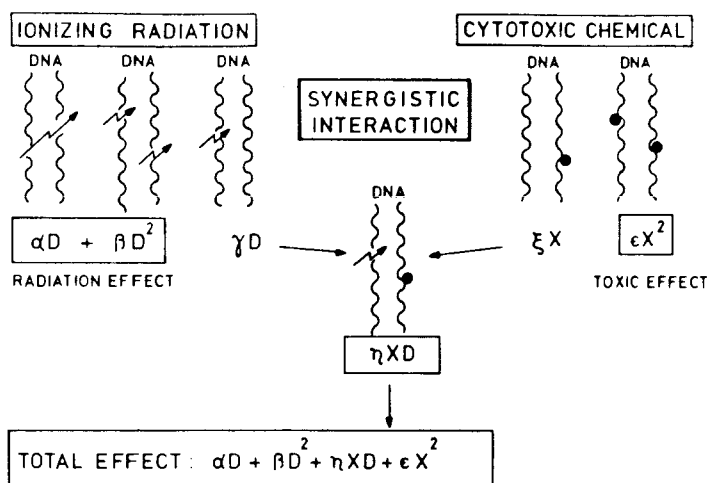 IONIZING RADIATION
DNA DNA DNA
αD + βD²
γD
RADIATION EFFECT
SYNERGISTIC
INTERACTION
DNA
ηXD
CYTOTOXIC CHEMICAL
DNA DNA
ξX
ϵX²
TOXIC EFFECT
TOTAL EFFECT: αD + βD² + ηXD + ϵX²